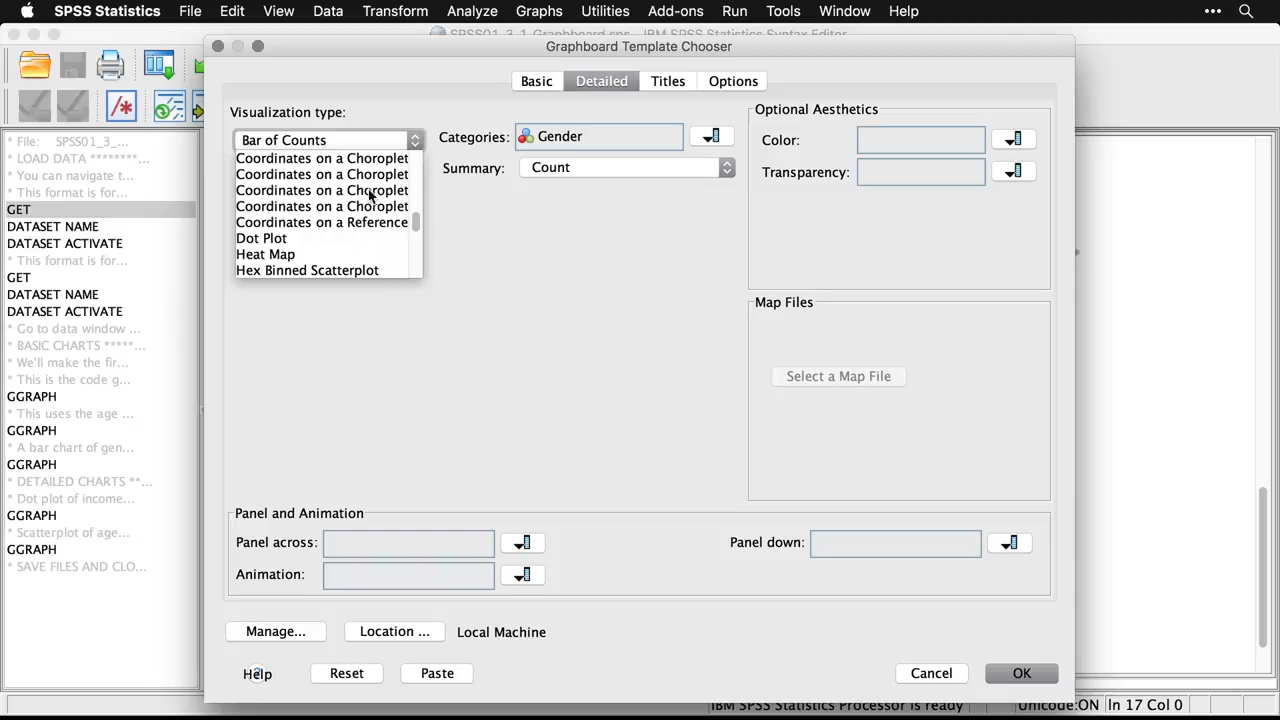 SPSS Statistics File Edit View Data Transform Analyze Graphs Utilities Add-ons Run Tools Window Help
SPSS01_3_1_Graphboard.sps - IBM SPSS Statistics Syntax Editor
Graphboard Template Chooser
Basic Detailed Titles Options
Visualization type:
Bar of Counts
Coordinates on a Choroplet
Coordinates on a Choroplet
Coordinates on a Choroplet
Coordinates on a Choroplet
Coordinates on a Reference
Dot Plot
Heat Map
Hex Binned Scatterplot
Categories: Gender
Summary: Count
Optional Aesthetics
Color:
Transparency:
Map Files
Select a Map File
Panel and Animation
Panel across:
Panel down:
Animation:
Manage... Location ... Local Machine
Help Reset Paste Cancel OK
* File: SPSS01_3_...
* LOAD DATA ********...
* You can navigate t...
* This format is for...
GET
DATASET NAME
DATASET ACTIVATE
* This format is for...
GET
DATASET NAME
DATASET ACTIVATE
* Go to data window ...
* BASIC CHARTS *****...
* We'll make the fir...
* This is the code g...
GGRAPH
* This uses the age ...
GGRAPH
* A bar chart of gen...
GGRAPH
* DETAILED CHARTS **...
* Dot plot of income...
GGRAPH
* Scatterplot of age...
GGRAPH
* SAVE FILES AND CLO...
*
IBM SPSS Statistics Processor is ready Unicode:ON In 17 Col 0